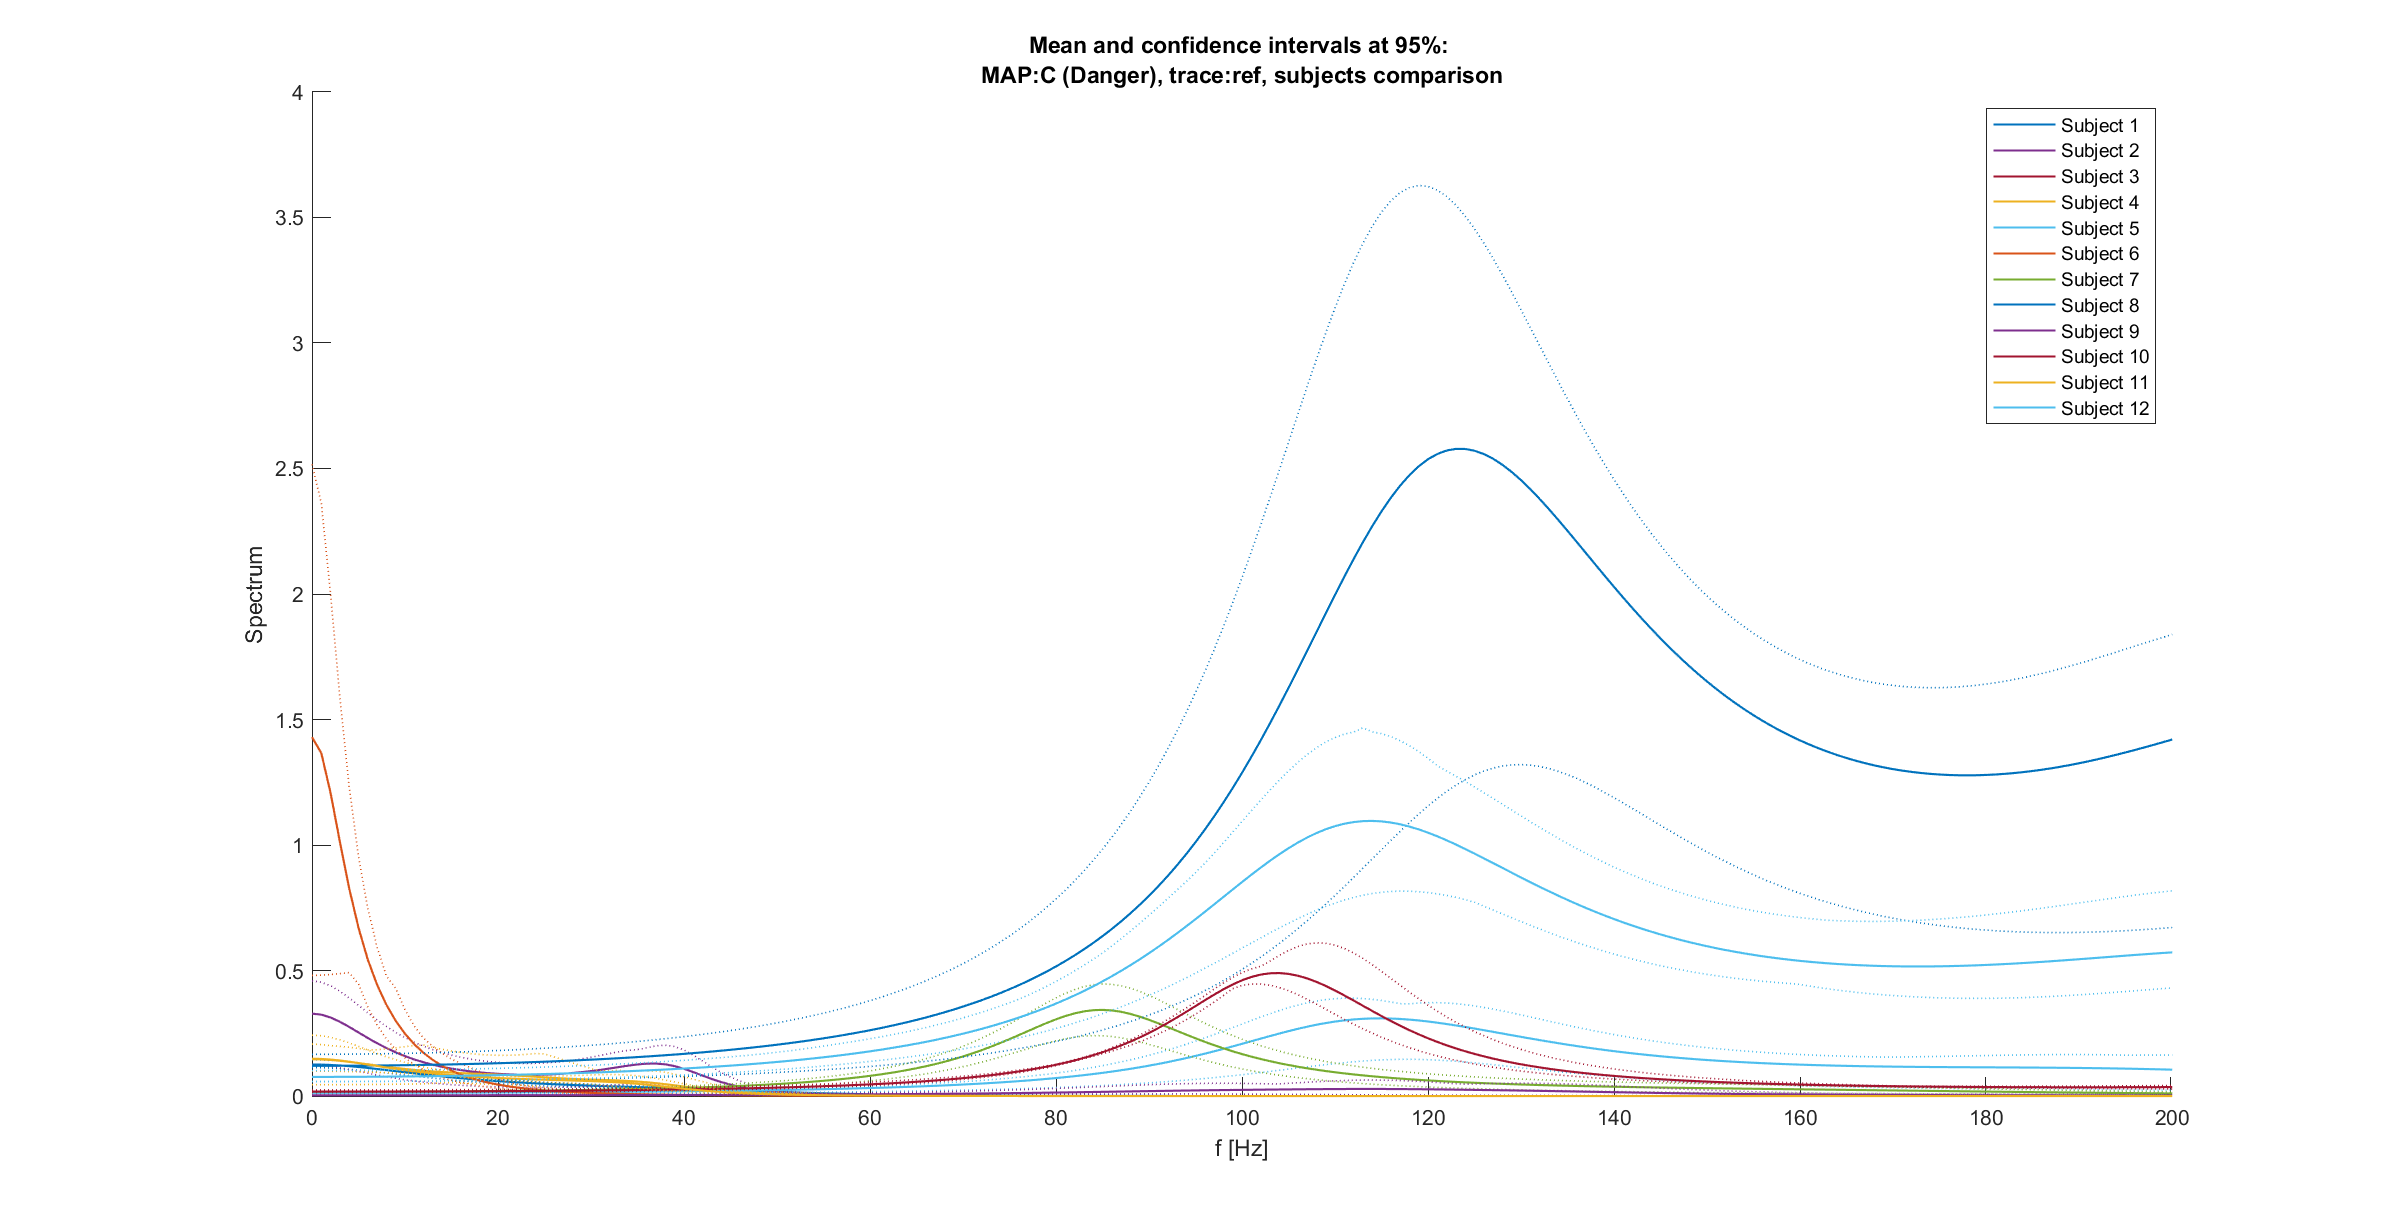 Mean and confidence intervals at 95%:
MAP:C (Danger), trace:ref, subjects comparison
4
3.5
3
2.5
2
1.5
1
0.5
0
Spectrum
0
20
40
60
80
100
120
140
160
180
200
f [Hz]
Subject 1
Subject 2
Subject 3
Subject 4
Subject 5
Subject 6
Subject 7
Subject 8
Subject 9
Subject 10
Subject 11
Subject 12